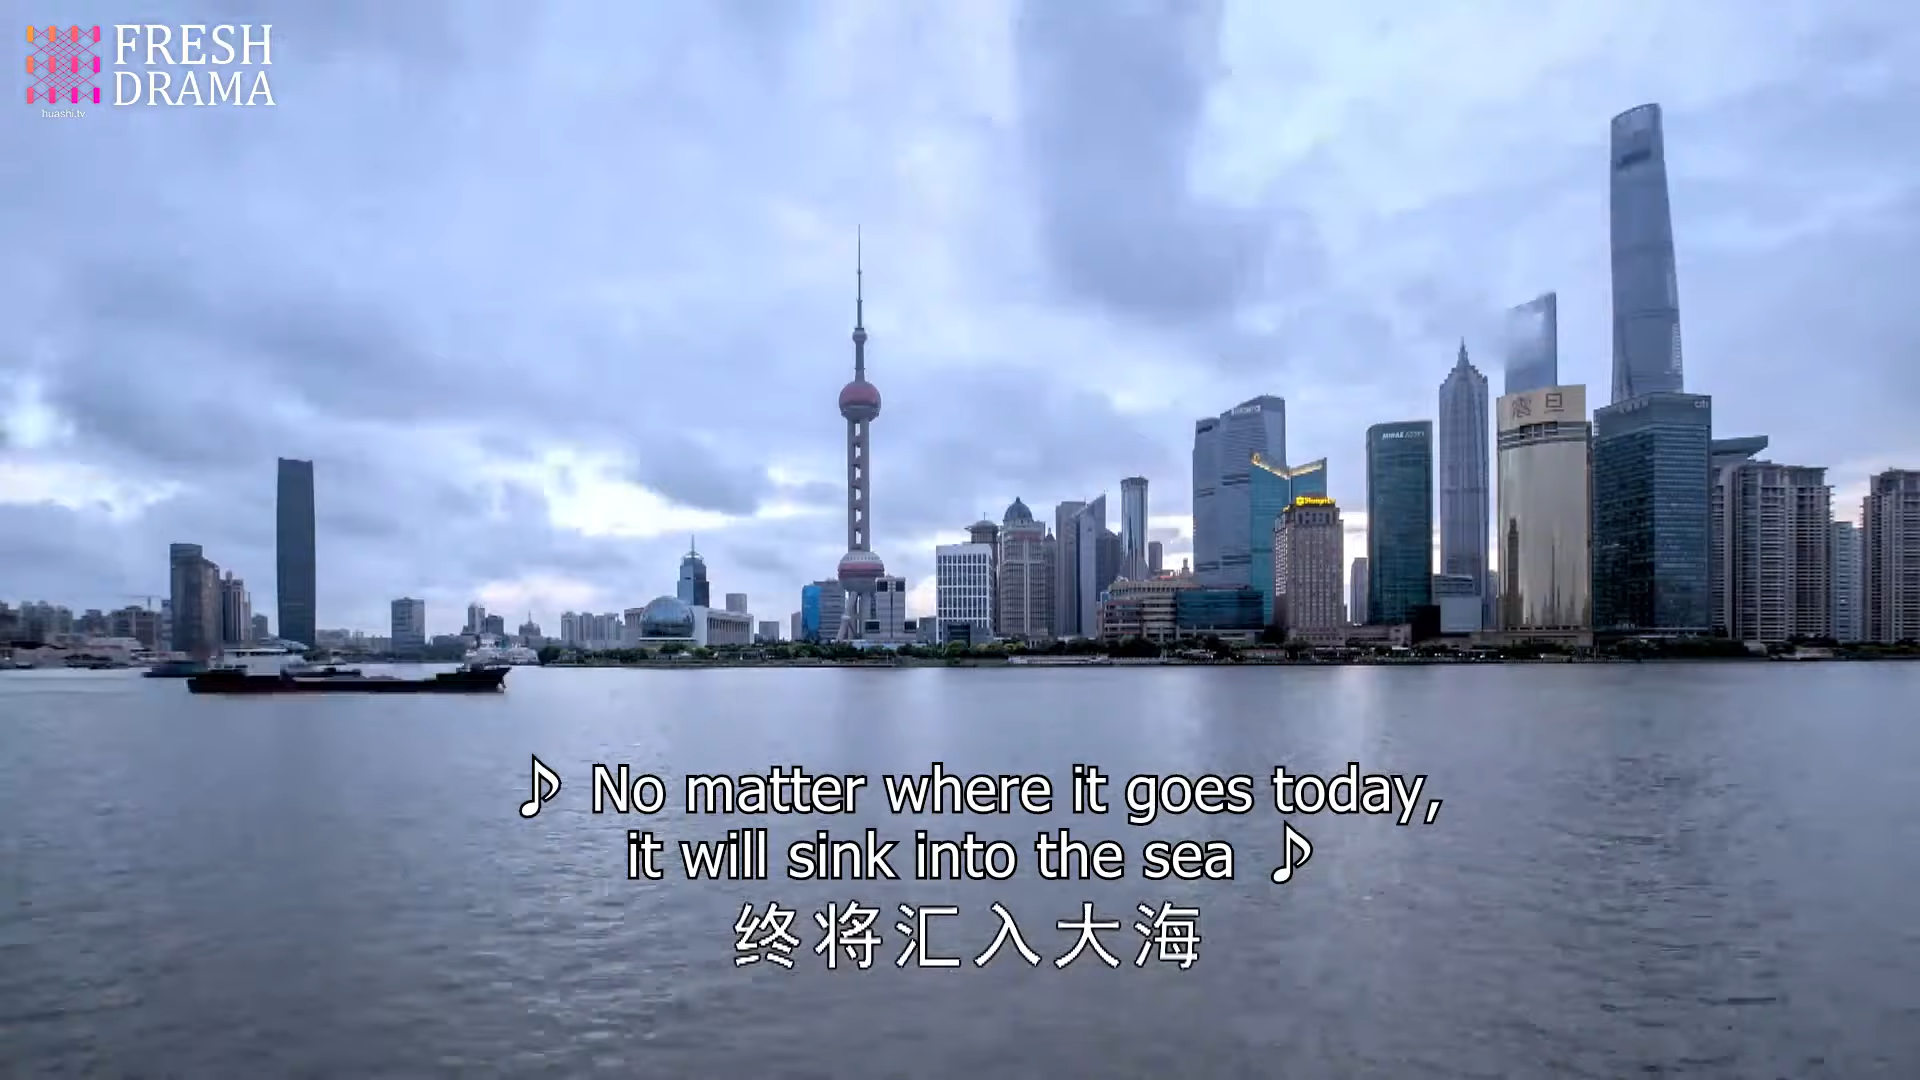 FRESH
DRAMA
huashi.tv
citi
♪ No matter where it goes today,
it will sink into the sea ♪
终将汇入大海